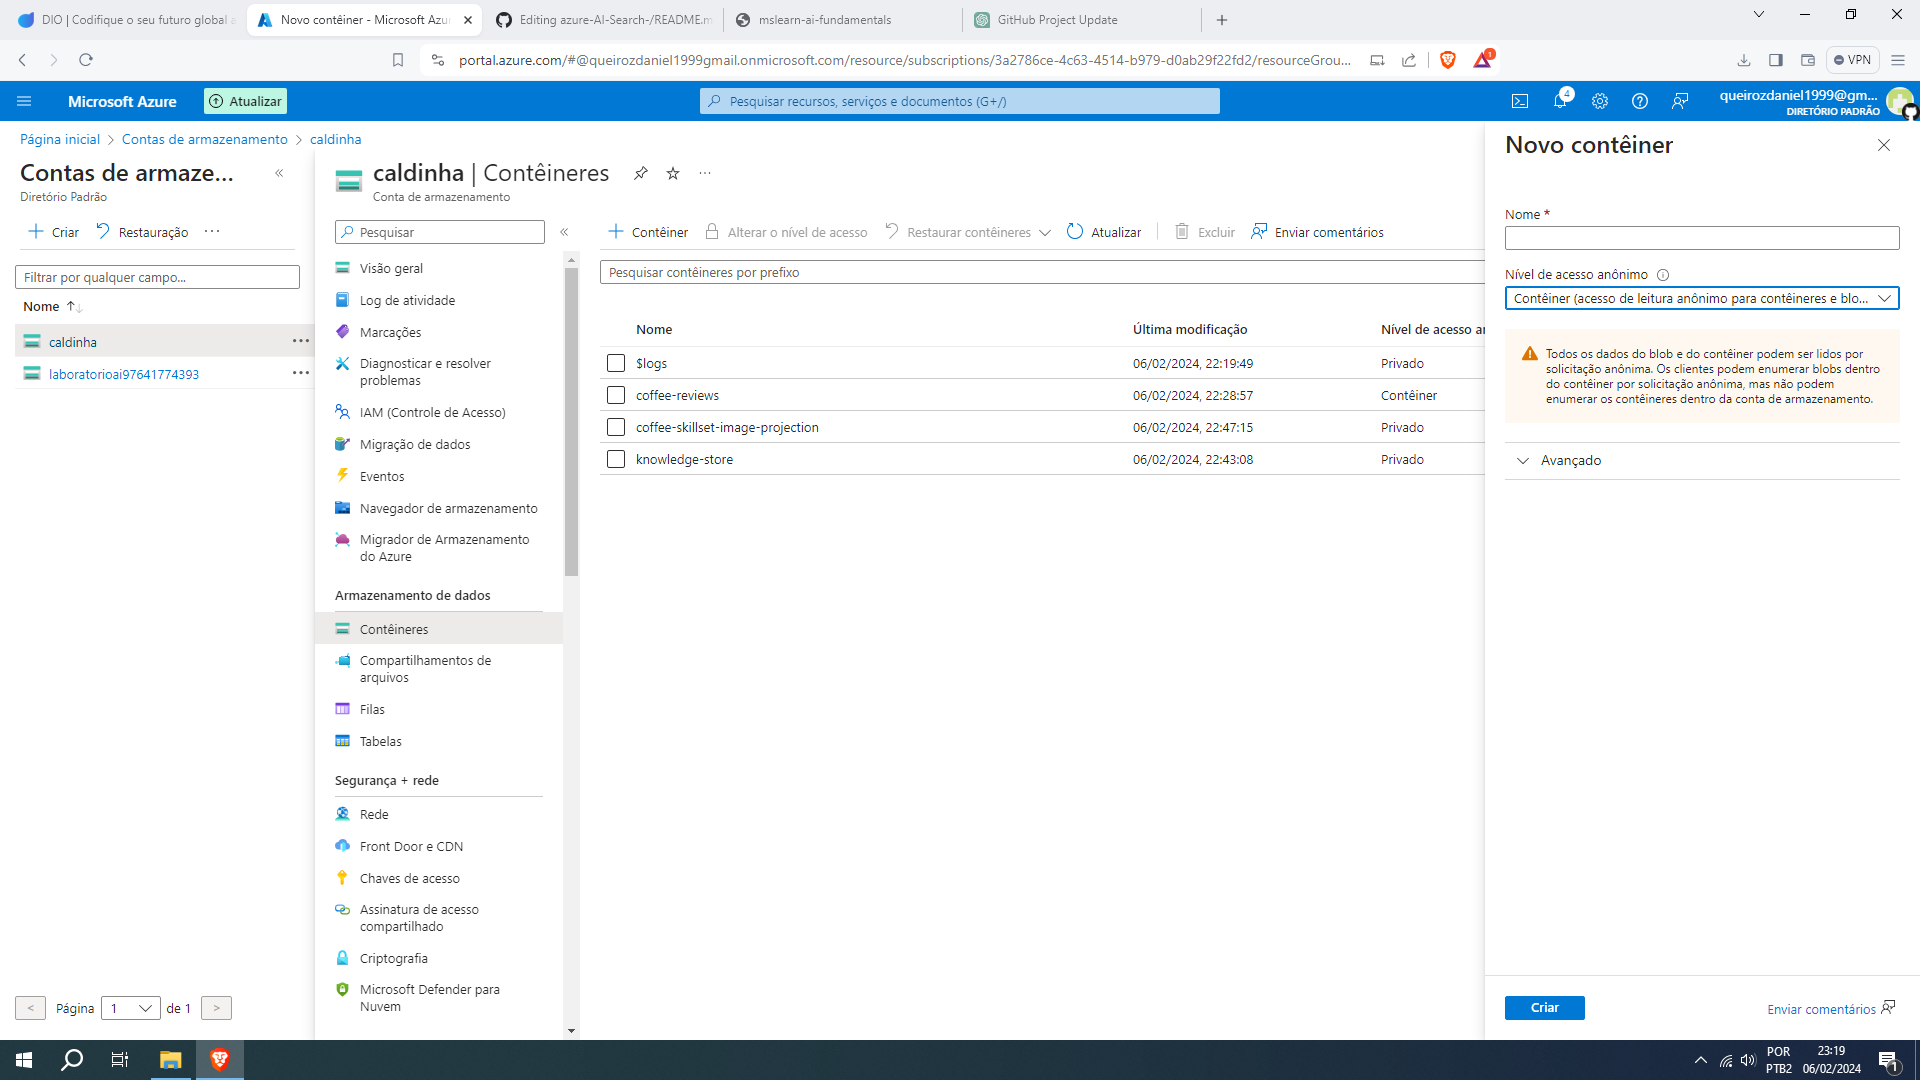 DIO | Codifique o seu futuro global a
Novo contêiner - Microsoft Azu
Editing azure-AI-Search-/README.m
mslearn-ai-fundamentals
GitHub Project Update
portal.azure.com/#@queirozdaniel1999gmail.onmicrosoft.com/resource/subscriptions/3a2786ce-4c63-4514-b979-d0ab29f22fd2/resourceGrou...
1
VPN
Microsoft Azure
Atualizar
Pesquisar recursos, serviços e documentos (G+/)
4
queirozdaniel1999@gm...
DIRETÓRIO PADRÃO
Página inicial > Contas de armazenamento > caldinha
Contas de armaze...
Diretório Padrão
Criar
Restauração
Filtrar por qualquer campo...
Nome
caldinha
laboratorioai97641774393
< Página 1 de 1 >
caldinha | Contêineres
Conta de armazenamento
Pesquisar
Visão geral
Log de atividade
Marcações
Diagnosticar e resolver
problemas
IAM (Controle de Acesso)
Migração de dados
Eventos
Navegador de armazenamento
Migrador de Armazenamento
do Azure
Armazenamento de dados
Contêineres
Compartilhamentos de
arquivos
Filas
Tabelas
Segurança + rede
Rede
Front Door e CDN
Chaves de acesso
Assinatura de acesso
compartilhado
Criptografia
Microsoft Defender para
Nuvem
Contêiner
Alterar o nível de acesso
Restaurar contêineres
Atualizar
Excluir
Enviar comentários
Pesquisar contêineres por prefixo
Nome Última modificação Nível de acesso an
$logs 06/02/2024, 22:19:49 Privado
coffee-reviews 06/02/2024, 22:28:57 Contêiner
coffee-skillset-image-projection 06/02/2024, 22:47:15 Privado
knowledge-store 06/02/2024, 22:43:08 Privado
Novo contêiner
Nome *
Nível de acesso anônimo
Contêiner (acesso de leitura anônimo para contêineres e blo...
Todos os dados do blob e do contêiner podem ser lidos por
solicitação anônima. Os clientes podem enumerar blobs dentro
do contêiner por solicitação anônima, mas não podem
enumerar os contêineres dentro da conta de armazenamento.
Avançado
Criar
Enviar comentários
POR
PTB2
23:19
06/02/2024
1